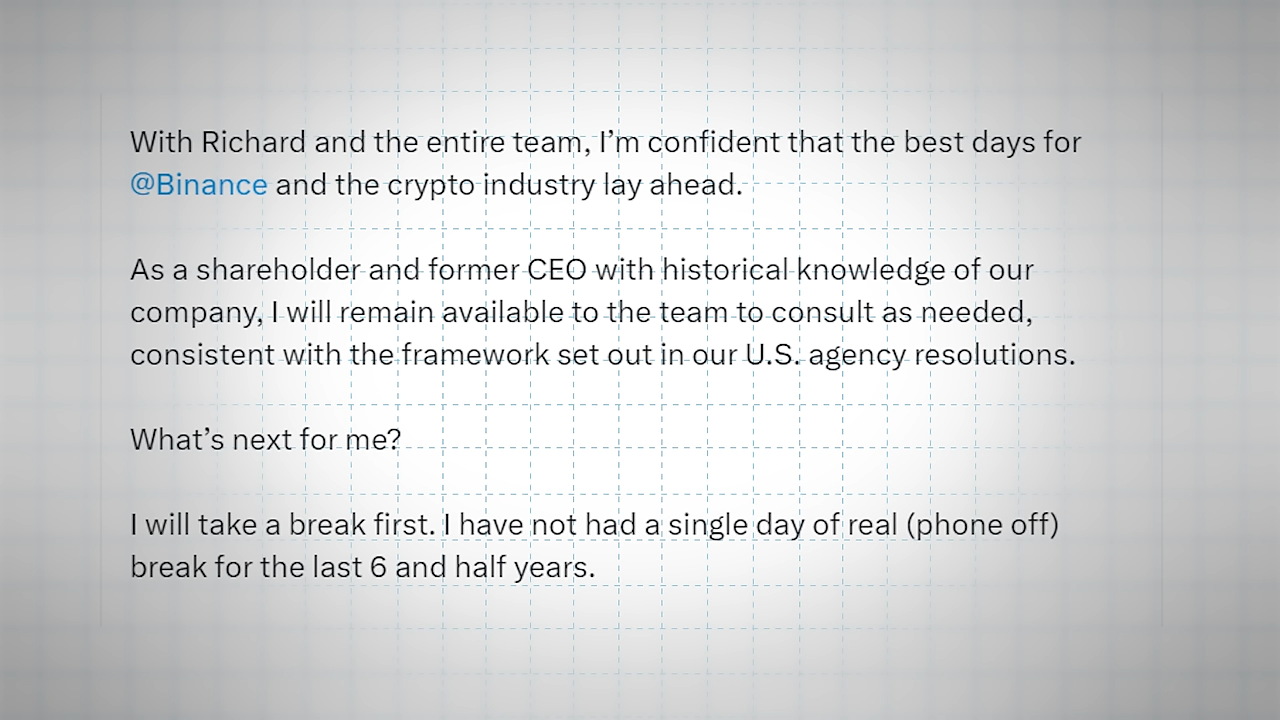 With Richard and the entire team, I’m confident that the best days for
@Binance and the crypto industry lay ahead.
As a shareholder and former CEO with historical knowledge of our
company, I will remain available to the team to consult as needed,
consistent with the framework set out in our U.S. agency resolutions.
What’s next for me?
I will take a break first. I have not had a single day of real (phone off)
break for the last 6 and half years.